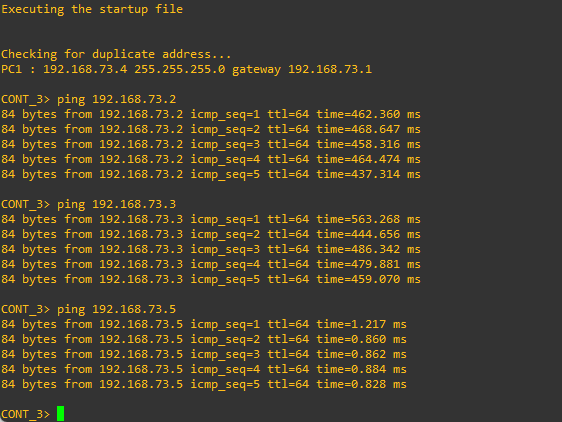 Executing the startup file
Checking for duplicate address...
PC1 : 192.168.73.4 255.255.255.0 gateway 192.168.73.1
CONT_3> ping 192.168.73.2
84 bytes from 192.168.73.2 icmp_seq=1 ttl=64 time=462.360 ms
84 bytes from 192.168.73.2 icmp_seq=2 ttl=64 time=468.647 ms
84 bytes from 192.168.73.2 icmp_seq=3 ttl=64 time=458.316 ms
84 bytes from 192.168.73.2 icmp_seq=4 ttl=64 time=464.474 ms
84 bytes from 192.168.73.2 icmp_seq=5 ttl=64 time=437.314 ms
CONT_3> ping 192.168.73.3
84 bytes from 192.168.73.3 icmp_seq=1 ttl=64 time=563.268 ms
84 bytes from 192.168.73.3 icmp_seq=2 ttl=64 time=444.656 ms
84 bytes from 192.168.73.3 icmp_seq=3 ttl=64 time=486.342 ms
84 bytes from 192.168.73.3 icmp_seq=4 ttl=64 time=479.881 ms
84 bytes from 192.168.73.3 icmp_seq=5 ttl=64 time=459.070 ms
CONT_3> ping 192.168.73.5
84 bytes from 192.168.73.5 icmp_seq=1 ttl=64 time=1.217 ms
84 bytes from 192.168.73.5 icmp_seq=2 ttl=64 time=0.860 ms
84 bytes from 192.168.73.5 icmp_seq=3 ttl=64 time=0.862 ms
84 bytes from 192.168.73.5 icmp_seq=4 ttl=64 time=0.884 ms
84 bytes from 192.168.73.5 icmp_seq=5 ttl=64 time=0.828 ms
CONT_3>